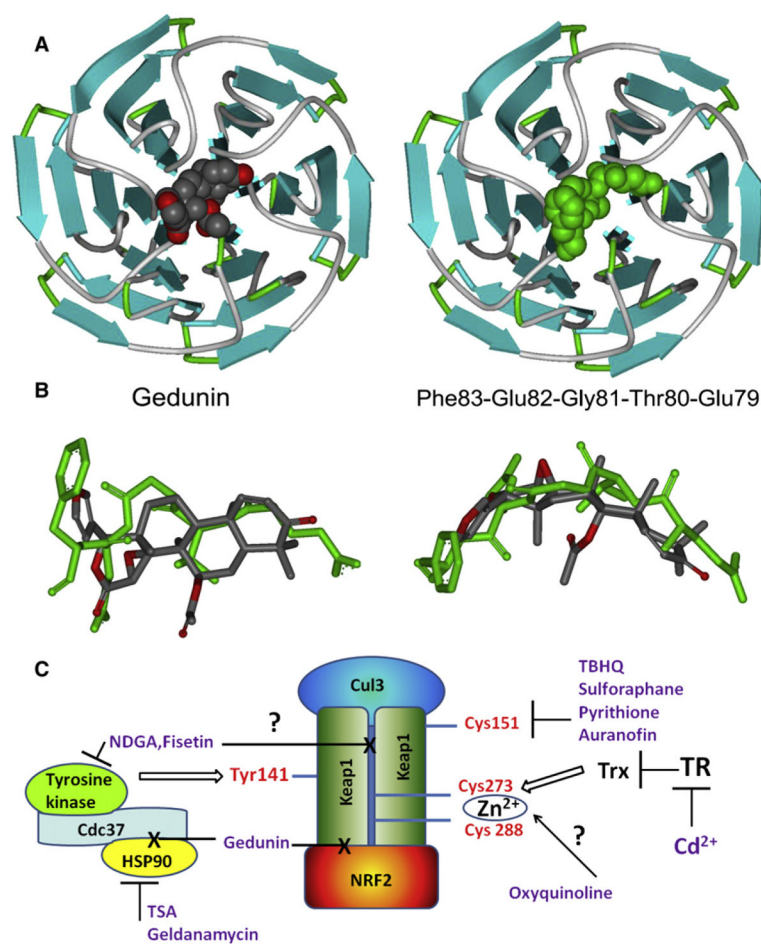 A
Gedunin
Phe83-Glu82-Gly81-Thr80-Glu79
B
C
Cul3
TBHQ
Sulforaphane
Pyrithione
Auranofin
?
NDGA,Fisetin
X
Cys151
Keap1
Keap1
Tyrosine
kinase
Tyr141
Cys273
Trx
TR
Zn2+
Cdc37
Cys 288
X
HSP90
Gedunin
X
NRF2
?
Cd2+
Oxyquinoline
TSA
Geldanamycin